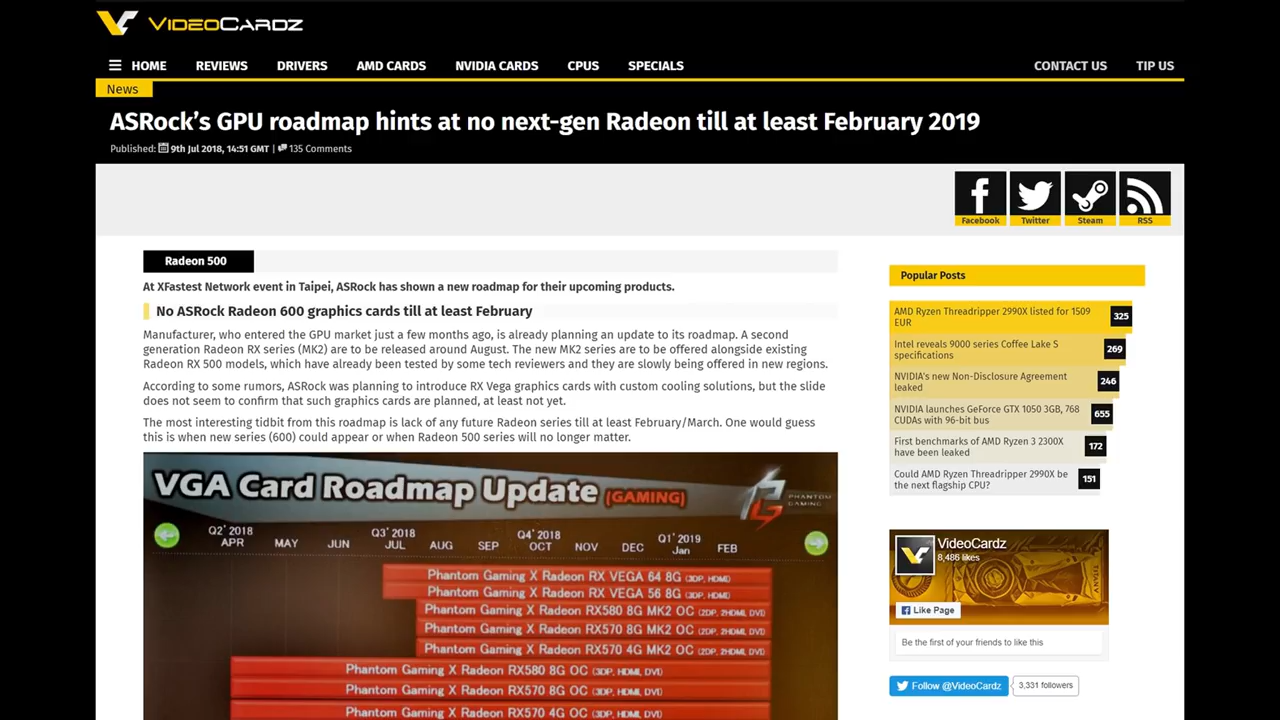 VIDEOCARDZ
HOME REVIEWS DRIVERS AMD CARDS NVIDIA CARDS CPUS SPECIALS CONTACT US TIP US
News
ASRock’s GPU roadmap hints at no next-gen Radeon till at least February 2019
Published: 9th Jul 2018, 14:51 GMT | 135 Comments
Facebook Twitter Steam RSS
Radeon 500
At XFastest Network event in Taipei, ASRock has shown a new roadmap for their upcoming products.
No ASRock Radeon 600 graphics cards till at least February
Manufacturer, who entered the GPU market just a few months ago, is already planning an update to its roadmap. A second
generation Radeon RX series (MK2) are to be released around August. The new MK2 series are to be offered alongside existing
Radeon RX 500 models, which have already been tested by some tech reviewers and they are slowly being offered in new regions.
According to some rumors, ASRock was planning to introduce RX Vega graphics cards with custom cooling solutions, but the slide
does not seem to confirm that such graphics cards are planned, at least not yet.
The most interesting tidbit from this roadmap is lack of any future Radeon series till at least February/March. One would guess
this is when new series (600) could appear or when Radeon 500 series will no longer matter.
VGA Card Roadmap Update (GAMING)
PHANTOM
GAMING
Q2' 2018 Q3' 2018 Q4' 2018 Q1' 2019
APR MAY JUN JUL AUG SEP OCT NOV DEC Jan FEB
Phantom Gaming X Radeon RX VEGA 64 8G (3DP, HDMI)
Phantom Gaming X Radeon RX VEGA 56 8G (3DP, HDMI)
Phantom Gaming X Radeon RX580 8G MK2 OC (2DP, 2HDMI, DVI)
Phantom Gaming X Radeon RX570 8G MK2 OC (2DP, 2HDMI, DVI)
Phantom Gaming X Radeon RX570 4G MK2 OC (2DP, 2HDMI, DVI)
Phantom Gaming X Radeon RX580 8G OC (3DP, HDMI, DVI)
Phantom Gaming X Radeon RX570 8G OC (3DP, HDMI, DVI)
Phantom Gaming X Radeon RX570 4G OC (3DP, HDMI, DVI)
Popular Posts
AMD Ryzen Threadripper 2990X listed for 1509
EUR
325
Intel reveals 9000 series Coffee Lake S
specifications
269
NVIDIA's new Non-Disclosure Agreement
leaked
246
NVIDIA launches GeForce GTX 1050 3GB, 768
CUDAs with 96-bit bus
655
First benchmarks of AMD Ryzen 3 2300X
have been leaked
172
Could AMD Ryzen Threadripper 2990X be
the next flagship CPU?
151
VideoCardz
8,486 likes
Like Page
TITAN
Be the first of your friends to like this
Follow @VideoCardz 3,331 followers